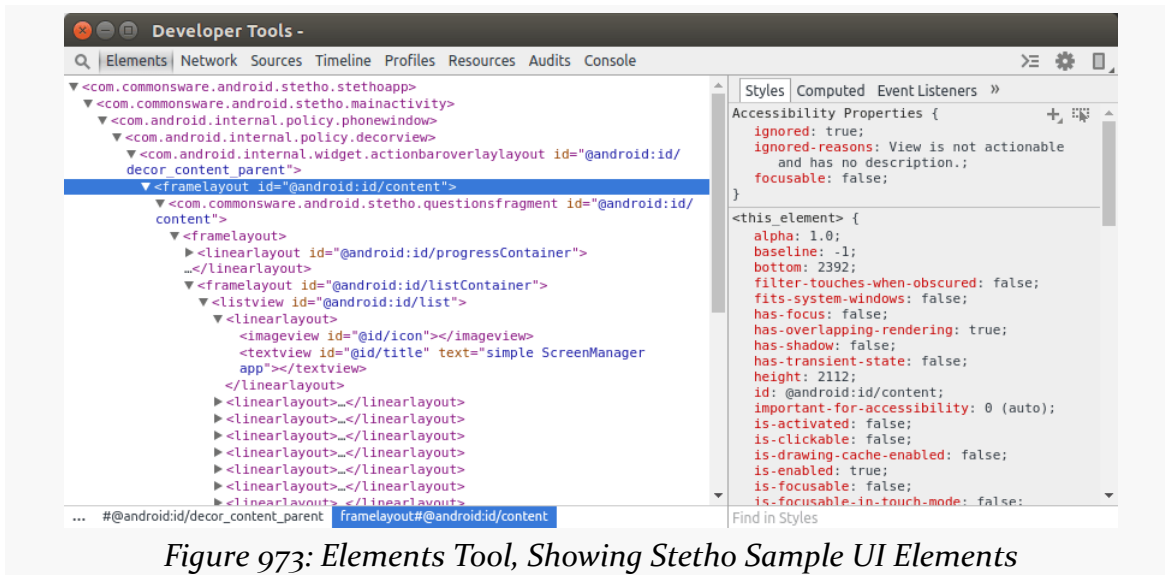 Developer Tools -
Elements Network Sources Timeline Profiles Resources Audits Console
▼<com.commonsware.android.stetho.stethoapp>
▼<com.commonsware.android.stetho.mainactivity>
▼<com.android.internal.policy.phonewindow>
▼<com.android.internal.policy.decorview>
▼<com.android.internal.widget.actionbaroverlaylayout id="@android:id/
decor_content_parent">
▼<framelayout id="@android:id/content">
▼<com.commonsware.android.stetho.questionsfragment id="@android:id/
content">
▼<framelayout>
▶<linearlayout id="@android:id/progressContainer">
…</linearlayout>
▼<framelayout id="@android:id/listContainer">
▼<listview id="@android:id/list">
▼<linearlayout>
<imageview id="@id/icon"></imageview>
<textview id="@id/title" text="simple ScreenManager
app"></textview>
</linearlayout>
▶<linearlayout>…</linearlayout>
▶<linearlayout>…</linearlayout>
▶<linearlayout>…</linearlayout>
▶<linearlayout>…</linearlayout>
▶<linearlayout>…</linearlayout>
▶<linearlayout>…</linearlayout>
▶<linearlayout>…</linearlayout>
... #@android:id/decor_content_parent framelayout#@android:id/content
Styles Computed Event Listeners »
Accessibility Properties {
ignored: true;
ignored-reasons: View is not actionable
and has no description.;
focusable: false;
}
<this_element> {
alpha: 1.0;
baseline: -1;
bottom: 2392;
filter-touches-when-obscured: false;
fits-system-windows: false;
has-focus: false;
has-overlapping-rendering: true;
has-shadow: false;
has-transient-state: false;
height: 2112;
id: @android:id/content;
important-for-accessibility: 0 (auto);
is-activated: false;
is-clickable: false;
is-drawing-cache-enabled: false;
is-enabled: true;
is-focusable: false;
is-focusable-in-touch-mode: false;
Find in Styles
Figure 973: Elements Tool, Showing Stetho Sample UI Elements